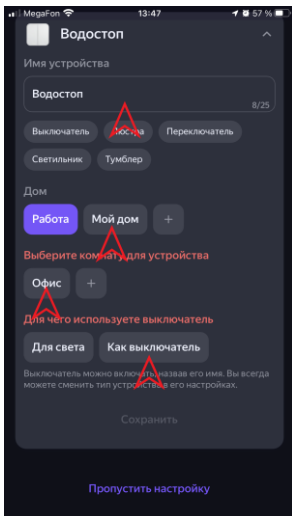 MegaFon 13:47 57 %
Водостоп
Имя устройства
Водостоп
8/25
Выключатель Люстра Переключатель
Светильник Тумблер
Дом
Работа Мой дом +
Выберите комнату для устройства
Офис +
Для чего используете выключатель
Для света Как выключатель
Выключатель можно включать, назвав его имя. Вы всегда
можете сменить тип устройства в его настройках.
Сохранить
Пропустить настройку